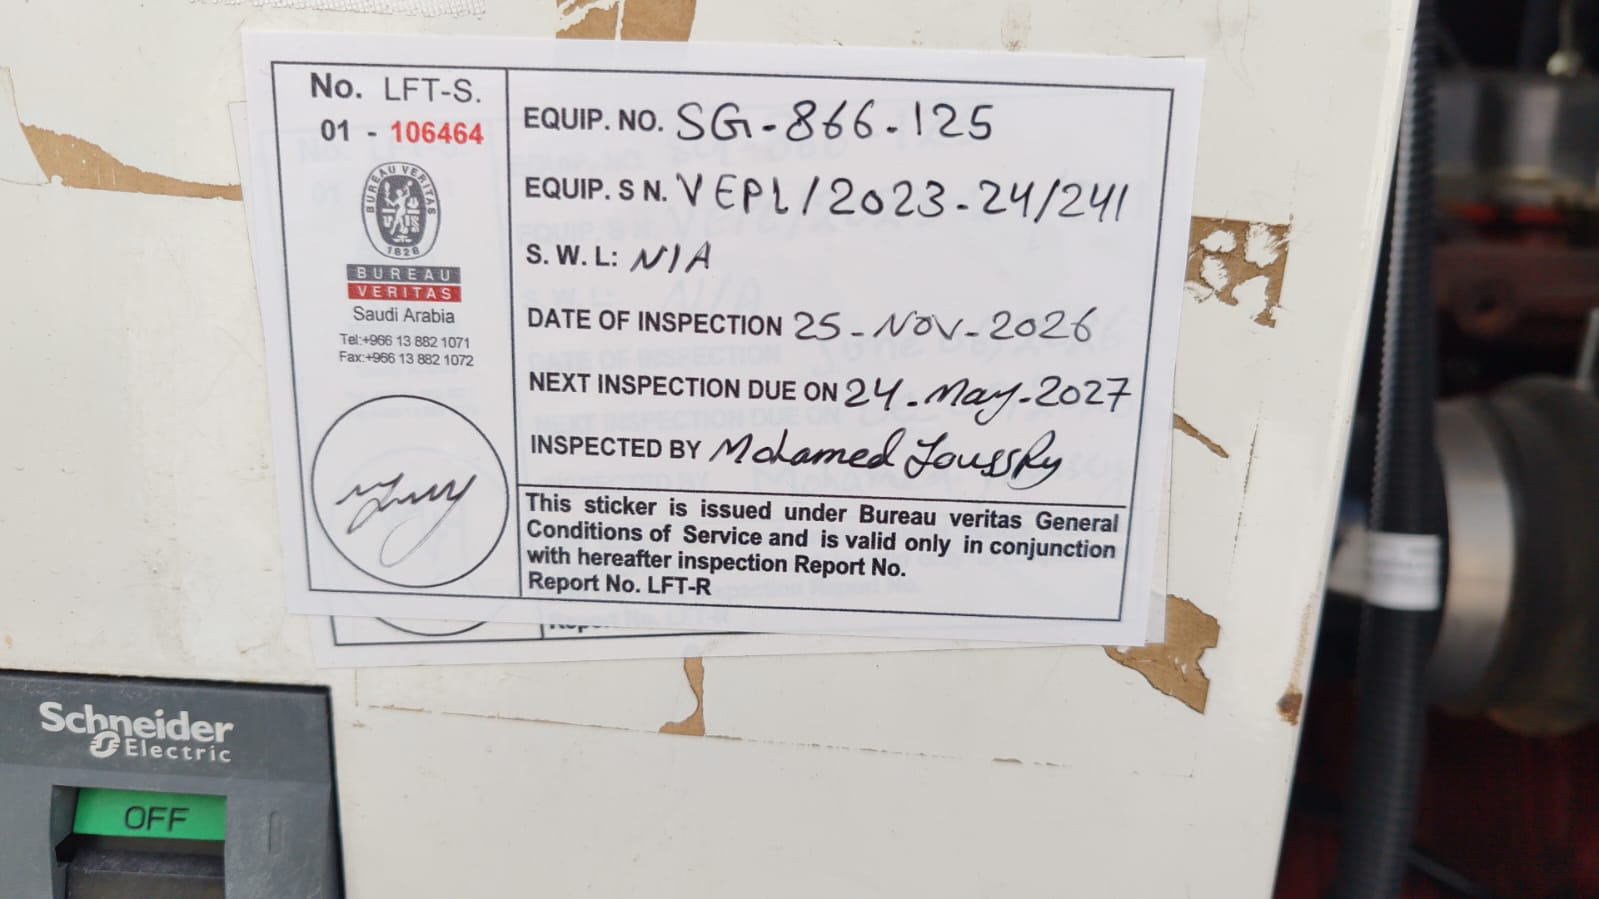 No. LFT-S.
01 - 106464
BUREAU VERITAS
1828
BUREAU
VERITAS
Saudi Arabia
Tel:+966 13 882 1071
Fax:+966 13 882 1072
EQUIP. NO. SG-866-125
EQUIP. S N. VEPL/2023-24/241
S. W. L: N/A
DATE OF INSPECTION 25-Nov-2026
NEXT INSPECTION DUE ON 24-May-2027
INSPECTED BY Mohamed Youssry
This sticker is issued under Bureau veritas General
Conditions of Service and is valid only in conjunction
with hereafter inspection Report No.
Report No. LFT-R
Schneider
Electric
OFF